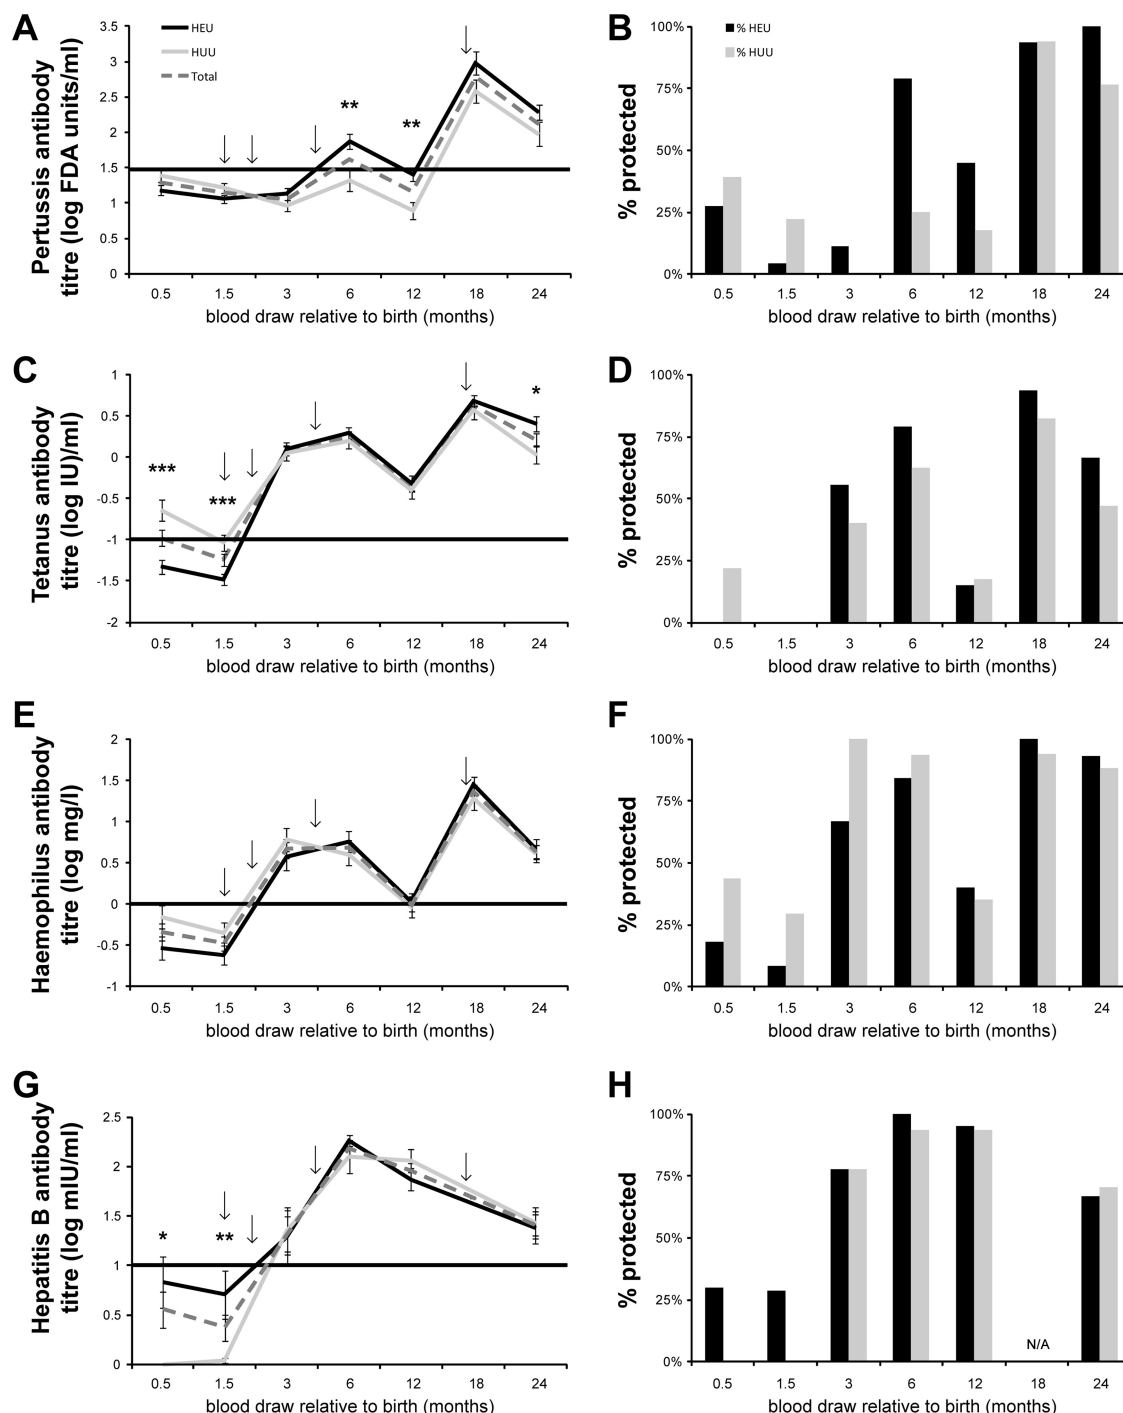 A
Pertussis antibody
titre (log FDA units/ml)
3.5
3
2.5
2
1.5
1
0.5
0
HEU
HUU
Total
**
**
0.5 1.5 3 6 12 18 24
blood draw relative to birth (months)
B
% protected
100%
75%
50%
25%
0%
% HEU
% HUU
0.5 1.5 3 6 12 18 24
blood draw relative to birth (months)
C
Tetanus antibody
titre (log IU)/ml)
1
0.5
0
-0.5
-1
-1.5
-2
***
***
*
0.5 1.5 3 6 12 18 24
blood draw relative to birth (months)
D
% protected
100%
75%
50%
25%
0%
0.5 1.5 3 6 12 18 24
blood draw relative to birth (months)
E
Haemophilus antibody
titre (log mg/l)
2
1.5
1
0.5
0
-0.5
-1
0.5 1.5 3 6 12 18 24
blood draw relative to birth (months)
F
% protected
100%
75%
50%
25%
0%
0.5 1.5 3 6 12 18 24
blood draw relative to birth (months)
G
Hepatitis B antibody
titre (log mIU/ml)
2.5
2
1.5
1
0.5
0
*
**
0.5 1.5 3 6 12 18 24
blood draw relative to birth (months)
H
% protected
100%
75%
50%
25%
0%
N/A
0.5 1.5 3 6 12 18 24
blood draw relative to birth (months)